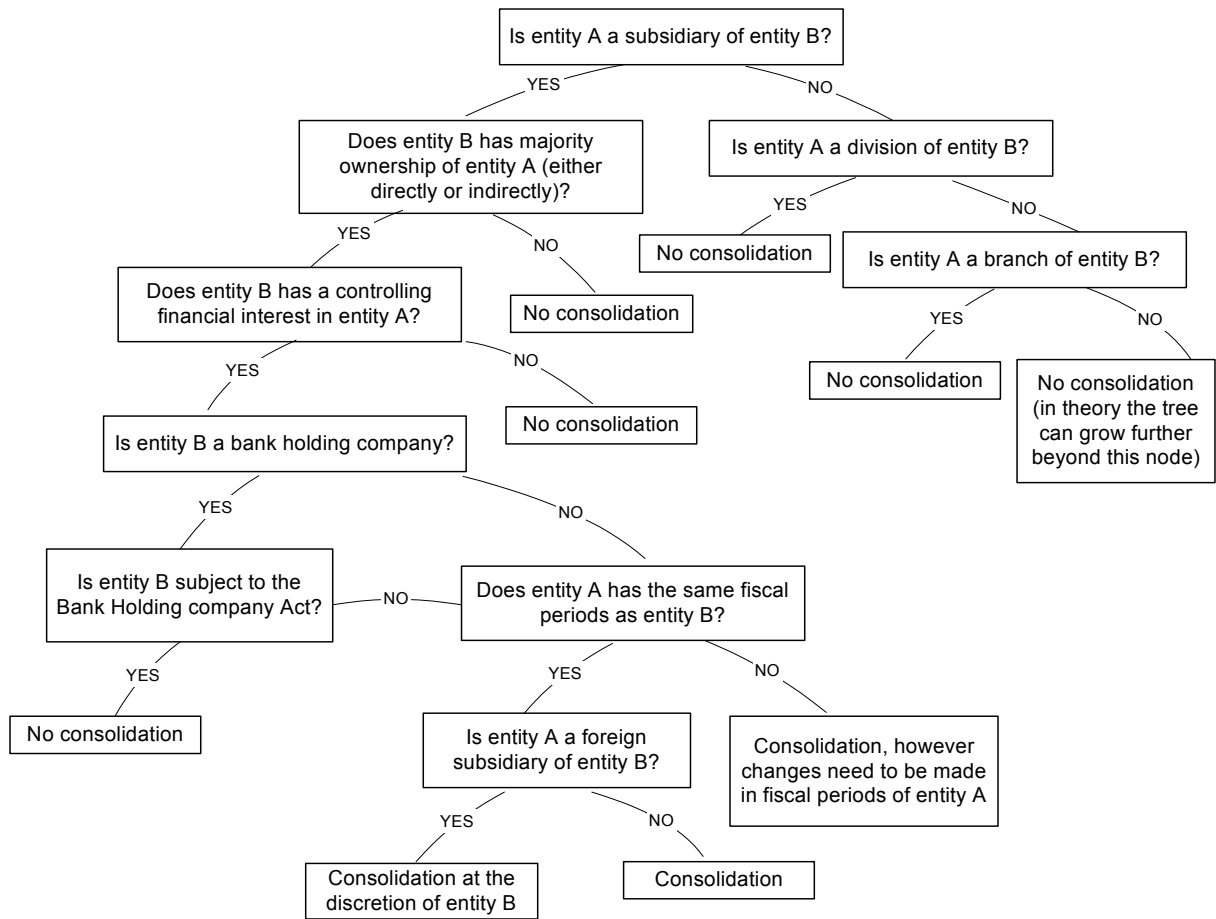 Is entity A a subsidiary of entity B?
YES
NO
Does entity B has majority
ownership of entity A (either
directly or indirectly)?
Is entity A a division of entity B?
YES
NO
YES
NO
No consolidation
Is entity A a branch of entity B?
Does entity B has a controlling
financial interest in entity A?
No consolidation
YES
NO
YES
NO
No consolidation
No consolidation
(in theory the tree
can grow further
beyond this node)
No consolidation
Is entity B a bank holding company?
YES
NO
Is entity B subject to the
Bank Holding company Act?
NO
Does entity A has the same fiscal
periods as entity B?
YES
YES
NO
No consolidation
Is entity A a foreign
subsidiary of entity B?
Consolidation, however
changes need to be made
in fiscal periods of entity A
YES
NO
Consolidation at the
discretion of entity B
Consolidation